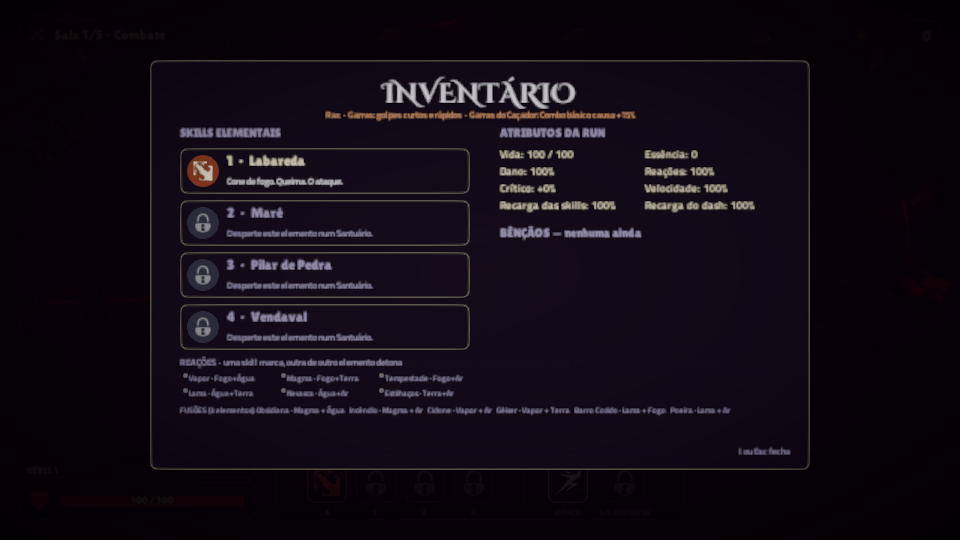 Sala 1/5 - Combate
0
INVENTÁRIO
Rax - Garras: golpes curtos e rápidos - Garras do Caçador: Combo básico causa +15%
SKILLS ELEMENTAIS
1 - Labareda
Cone de fogo. Queima. O ataque.
2 - Maré
Desperte este elemento num Santuário.
3 - Pilar de Pedra
Desperte este elemento num Santuário.
4 - Vendaval
Desperte este elemento num Santuário.
ATRIBUTOS DA RUN
Vida: 100 / 100
Essência: 0
Dano: 100%
Reações: 100%
Crítico: +0%
Velocidade: 100%
Recarga das skills: 100%
Recarga do dash: 100%
BÊNÇÃOS — nenhuma ainda
REAÇÕES - uma skill marca, outra de outro elemento detona
Vapor - Fogo+Água
Magma - Fogo+Terra
Tempestade - Fogo+Ar
Lama - Água+Terra
Nevasca - Água+Ar
Estilhaços - Terra+Ar
FUSÕES (3 elementos) Obsidiana - Magma + Água Incêndio - Magma + Ar Ciclone - Vapor + Ar Gêiser - Vapor + Terra Barro Cozido - Lama + Fogo Poeira - Lama + Ar
I ou Esc fecha
NÍVEL 1
100 / 100